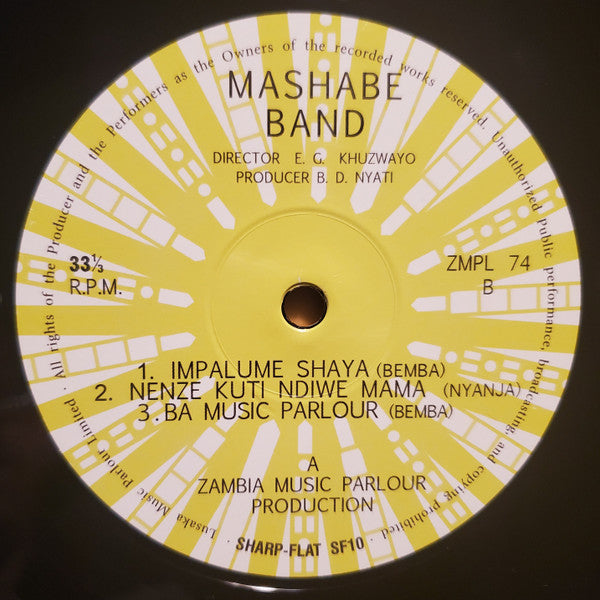 All rights of the Producer and the Performers as the Owners of the recorded works reserved. Unauthorized Public performance, broadcasting, and copying prohibited · Lusaka Music Parlour Limited ·
MASHABE
BAND
DIRECTOR E. G. KHUZWAYO
PRODUCER B. D. NYATI
33⅓
R.P.M.
ZMPL 74
B
1. IMPALUME SHAYA (BEMBA)
2. NENZE KUTI NDIWE MAMA (NYANJA)
3. BA MUSIC PARLOUR (BEMBA)
A
ZAMBIA MUSIC PARLOUR
PRODUCTION
SHARP-FLAT SF10